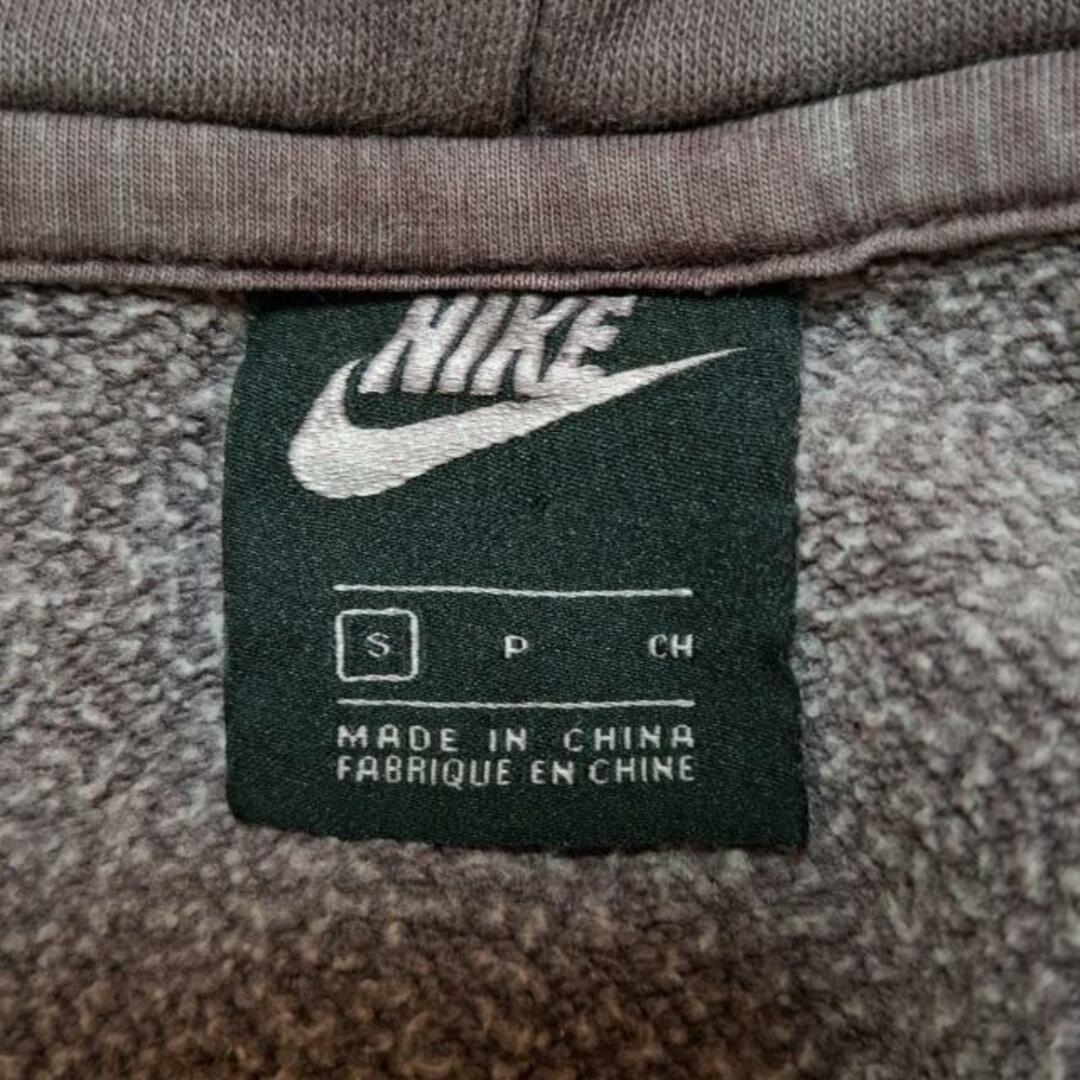 NIKE
S P CH
MADE IN CHINA
FABRIQUE EN CHINE